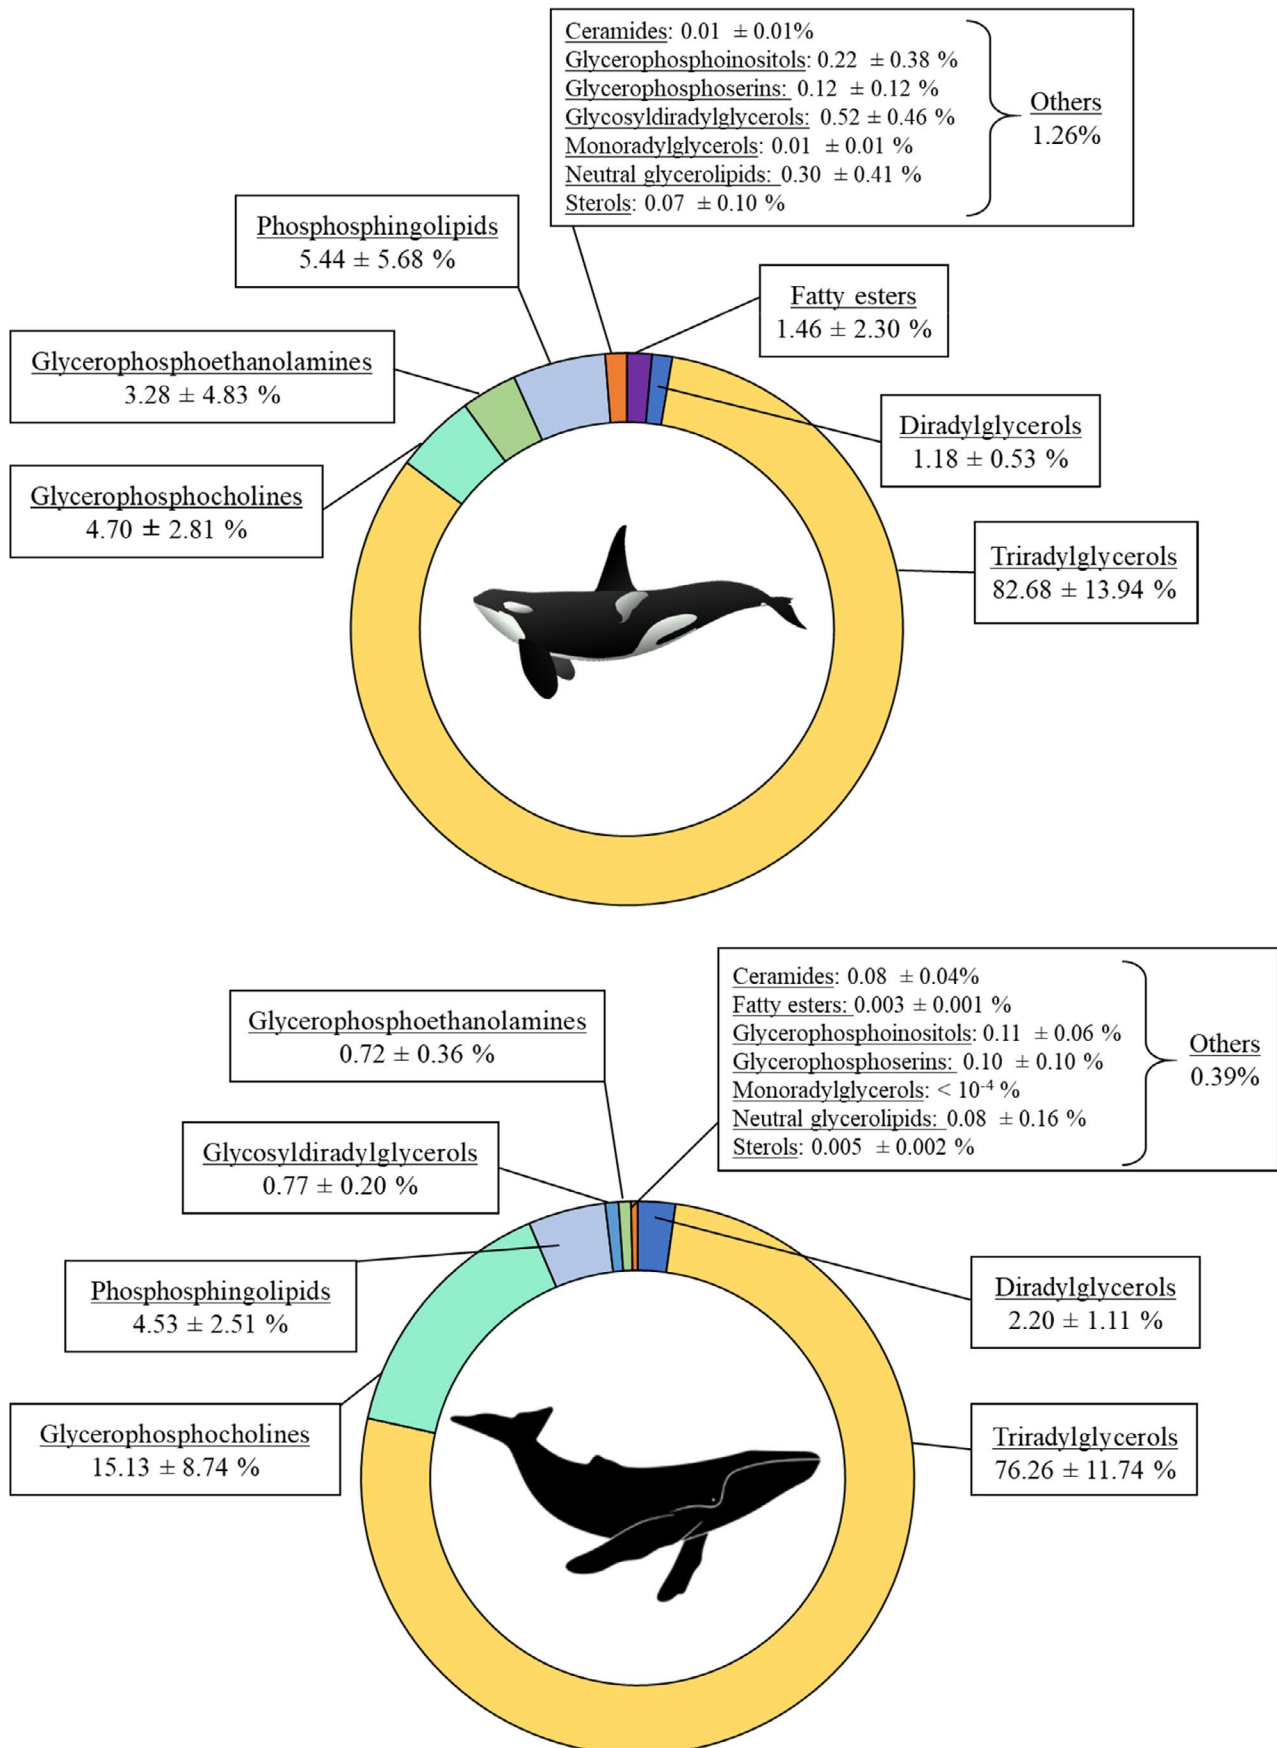 Ceramides: 0.01 ± 0.01%
Glycerophosphoinositols: 0.22 ± 0.38 %
Glycerophosphoserins: 0.12 ± 0.12 %
Glycosyldiradylglycerols: 0.52 ± 0.46 %
Monoradylglycerols: 0.01 ± 0.01 %
Neutral glycerolipids: 0.30 ± 0.41 %
Sterols: 0.07 ± 0.10 %
Others
1.26%
Phosphosphingolipids
5.44 ± 5.68 %
Fatty esters
1.46 ± 2.30 %
Glycerophosphoethanolamines
3.28 ± 4.83 %
Diradylglycerols
1.18 ± 0.53 %
Glycerophosphocholines
4.70 ± 2.81 %
Triradylglycerols
82.68 ± 13.94 %
Ceramides: 0.08 ± 0.04%
Fatty esters: 0.003 ± 0.001 %
Glycerophosphoinositols: 0.11 ± 0.06 %
Glycerophosphoserins: 0.10 ± 0.10 %
Monoradylglycerols: < 10⁻⁴ %
Neutral glycerolipids: 0.08 ± 0.16 %
Sterols: 0.005 ± 0.002 %
Others
0.39%
Glycerophosphoethanolamines
0.72 ± 0.36 %
Glycosyldiradylglycerols
0.77 ± 0.20 %
Phosphosphingolipids
4.53 ± 2.51 %
Diradylglycerols
2.20 ± 1.11 %
Glycerophosphocholines
15.13 ± 8.74 %
Triradylglycerols
76.26 ± 11.74 %